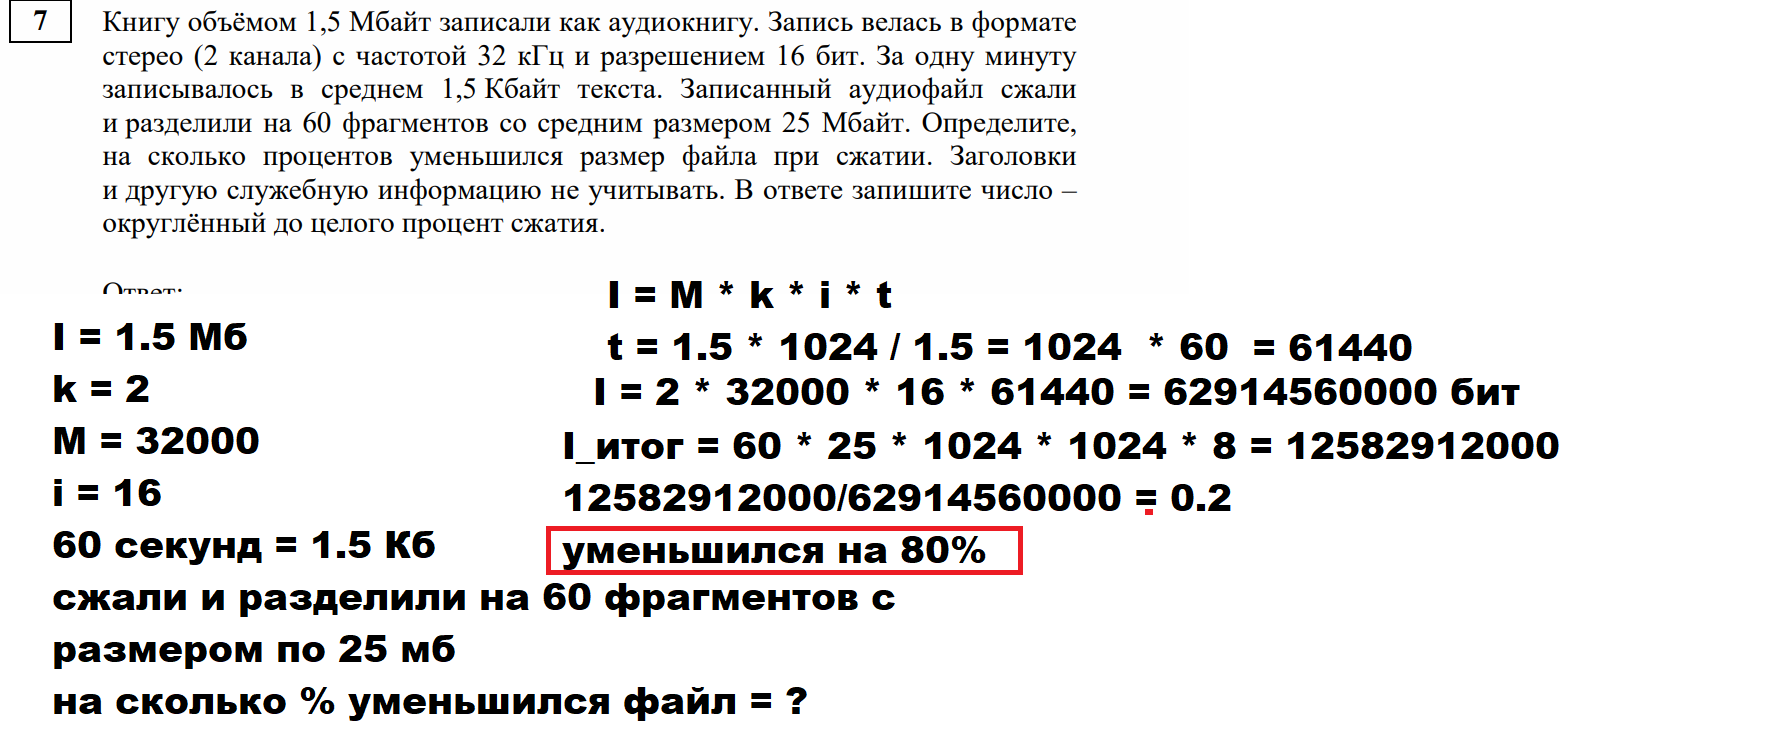 7
Книгу объёмом 1,5 Мбайт записали как аудиокнигу. Запись велась в формате
стерео (2 канала) с частотой 32 кГц и разрешением 16 бит. За одну минуту
записывалось в среднем 1,5 Кбайт текста. Записанный аудиофайл сжали
и разделили на 60 фрагментов со средним размером 25 Мбайт. Определите,
на сколько процентов уменьшился размер файла при сжатии. Заголовки
и другую служебную информацию не учитывать. В ответе запишите число –
округлённый до целого процент сжатия.
Ответ:
I = 1.5 Мб
k = 2
M = 32000
i = 16
60 секунд = 1.5 Кб
сжали и разделили на 60 фрагментов с
размером по 25 мб
на сколько % уменьшился файл = ?
I = M * k * i * t
t = 1.5 * 1024 / 1.5 = 1024 * 60 = 61440
I = 2 * 32000 * 16 * 61440 = 62914560000 бит
I_итог = 60 * 25 * 1024 * 1024 * 8 = 12582912000
12582912000/62914560000 = 0.2
уменьшился на 80%